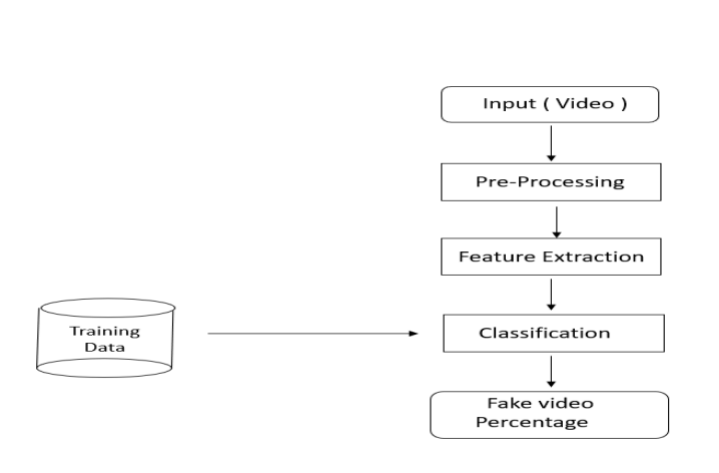 Input ( Video )
Pre-Processing
Feature Extraction
Training
Data
Classification
Fake video
Percentage